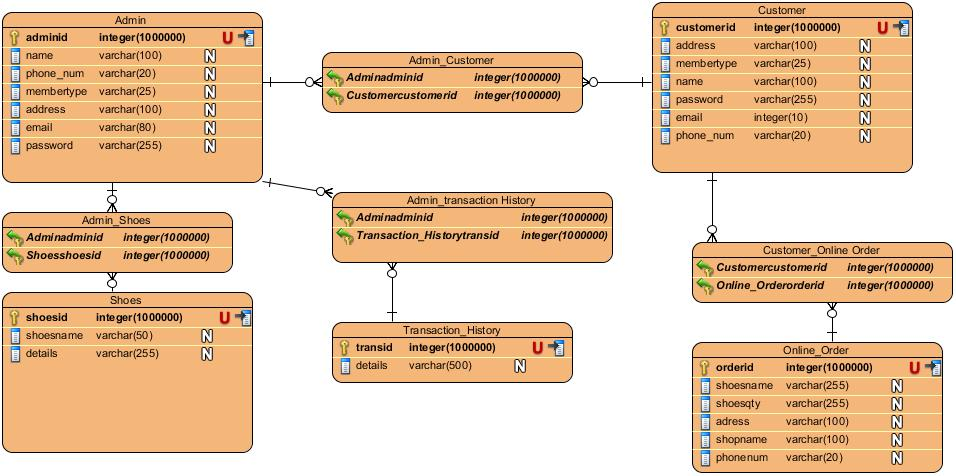 Admin
adminid integer(1000000) U
name varchar(100) N
phone_num varchar(20) N
membertype varchar(25) N
address varchar(100) N
email varchar(80) N
password varchar(255) N
Admin_Customer
Adminadminid integer(1000000)
Customercustomerid integer(1000000)
Customer
customerid integer(1000000) U
address varchar(100) N
membertype varchar(25) N
name varchar(100) N
password varchar(255) N
email integer(10) N
phone_num varchar(20) N
Admin_Shoes
Adminadminid integer(1000000)
Shoesshoesid integer(1000000)
Admin_transaction History
Adminadminid integer(1000000)
Transaction_Historytransid integer(1000000)
Customer_Online Order
Customercustomerid integer(1000000)
Online_Orderorderid integer(1000000)
Shoes
shoesid integer(1000000) U
shoesname varchar(50) N
details varchar(255) N
Transaction_History
transid integer(1000000) U
details varchar(500) N
Online_Order
orderid integer(1000000) U
shoesname varchar(255) N
shoesqty varchar(255) N
adress varchar(100) N
shopname varchar(100) N
phonenum varchar(20) N